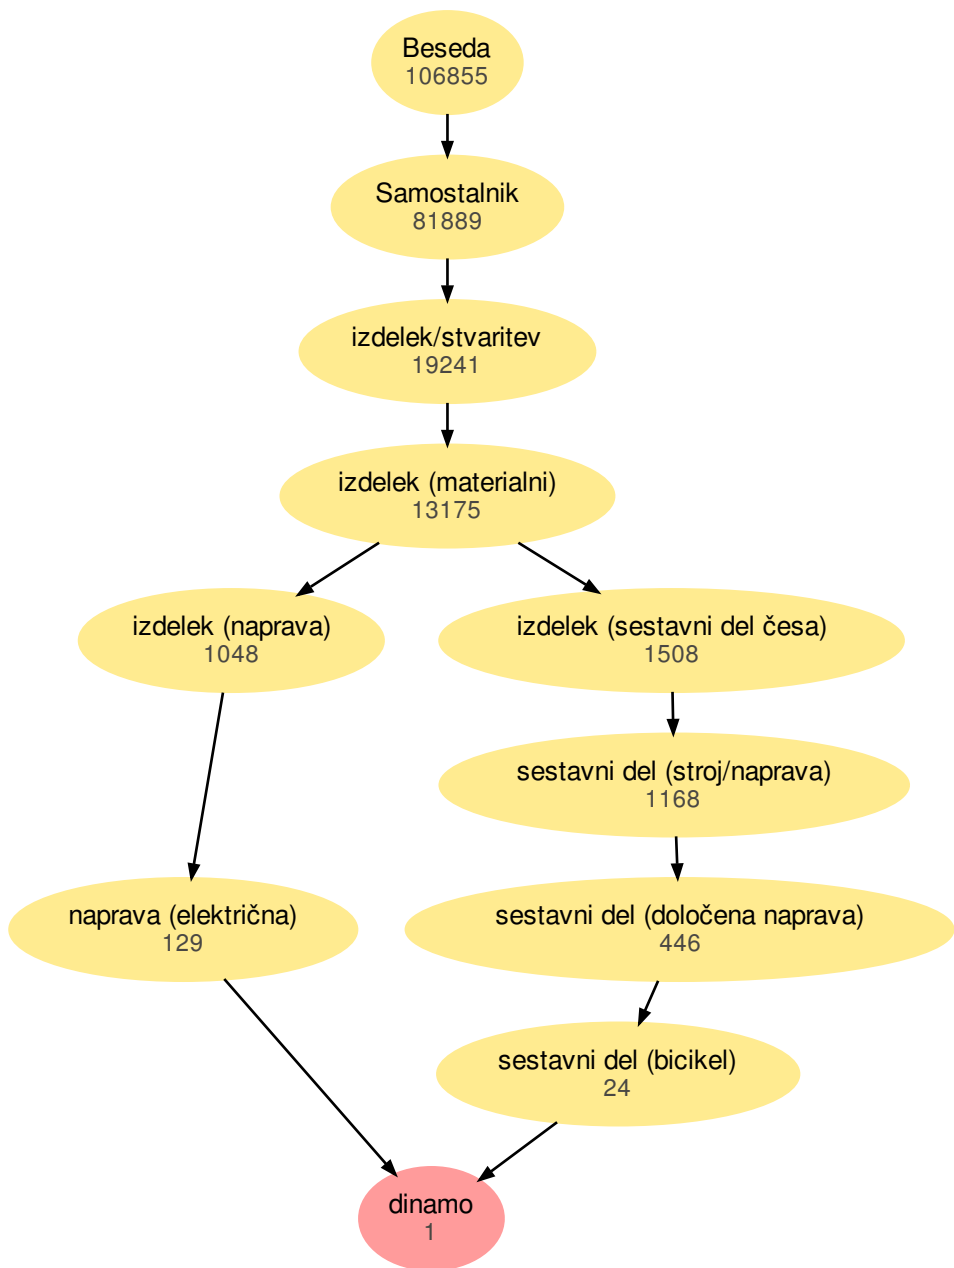 Beseda
106855
Samostalnik
81889
izdelek/stvaritev
19241
izdelek (materialni)
13175
izdelek (naprava)
1048
izdelek (sestavni del česa)
1508
sestavni del (stroj/naprava)
1168
naprava (električna)
129
sestavni del (določena naprava)
446
sestavni del (bicikel)
24
dinamo
1